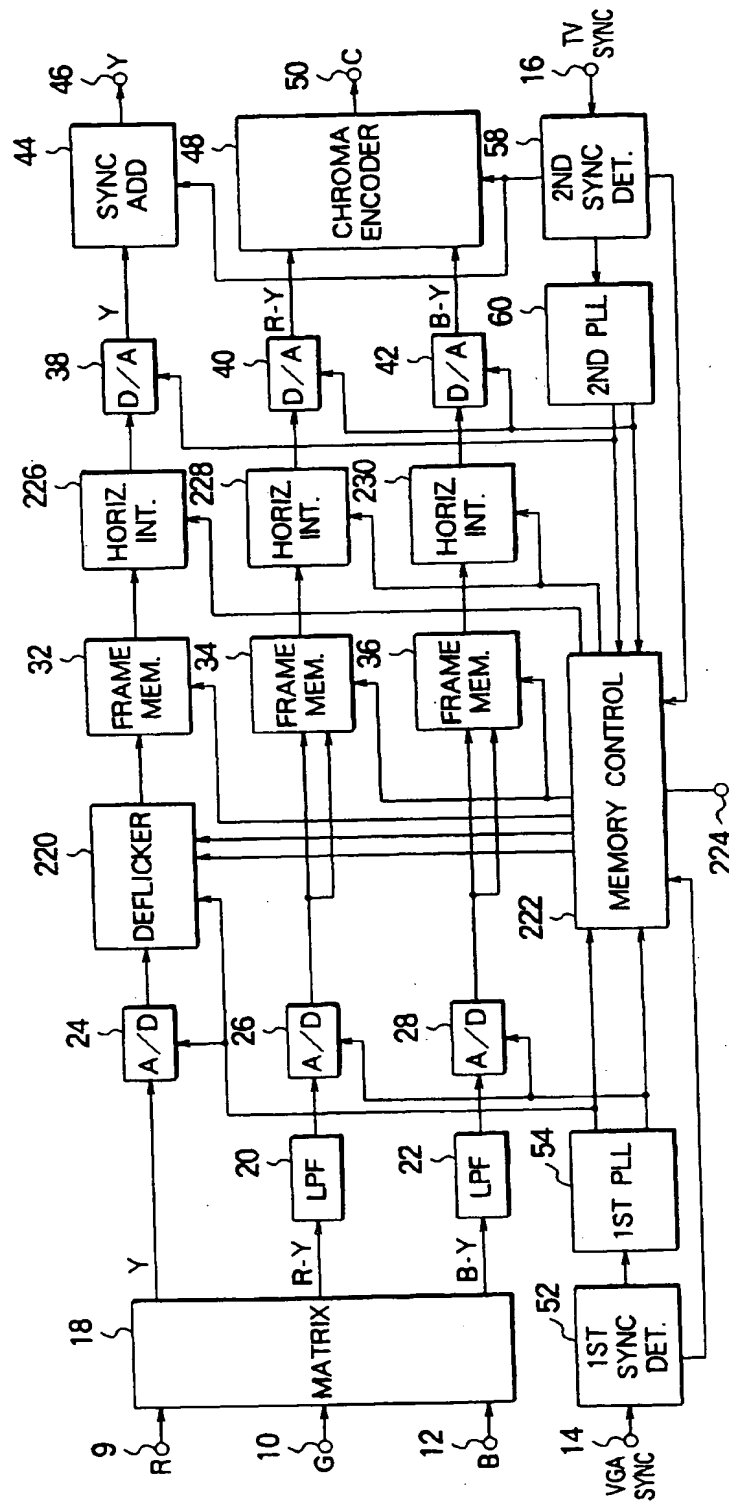 9
R
10
G
12
B
14
VGA
SYNC
18
MATRIX
52
1ST
SYNC
DET.
Y
R-Y
B-Y
20
LPF
22
LPF
54
1ST PLL
24
A/D
26
A/D
28
A/D
220
DEFLICKER
222
MEMORY CONTROL
224
32
FRAME
MEM.
34
FRAME
MEM.
36
FRAME
MEM.
226
HORIZ.
INT.
228
HORIZ.
INT.
230
HORIZ.
INT.
38
D/A
40
D/A
42
D/A
60
2ND PLL
Y
R-Y
B-Y
44
SYNC
ADD
48
CHROMA
ENCODER
58
2ND
SYNC
DET.
46
Y
50
C
16
TV
SYNC